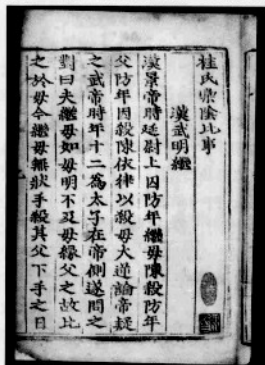 桂氏棠陰比事
漢武明繼
漢景帝時廷尉上囚防年繼母陳殺防年
父防年因殺陳依律以殺母大逆論帝疑
之武帝時年十二為太子在帝側遂問之
對曰夫繼母如母明不及母緣父之故比
之於母今繼母無狀手殺其父下手之日